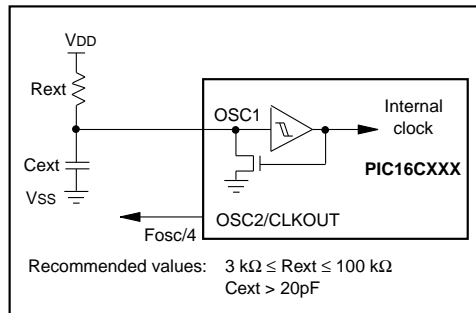 VDD
Rext
OSC1
Internal
clock
Cext
PIC16CXXX
VSS
OSC2/CLKOUT
Fosc/4
Recommended values: 3 kΩ ≤ Rext ≤ 100 kΩ
Cext > 20pF